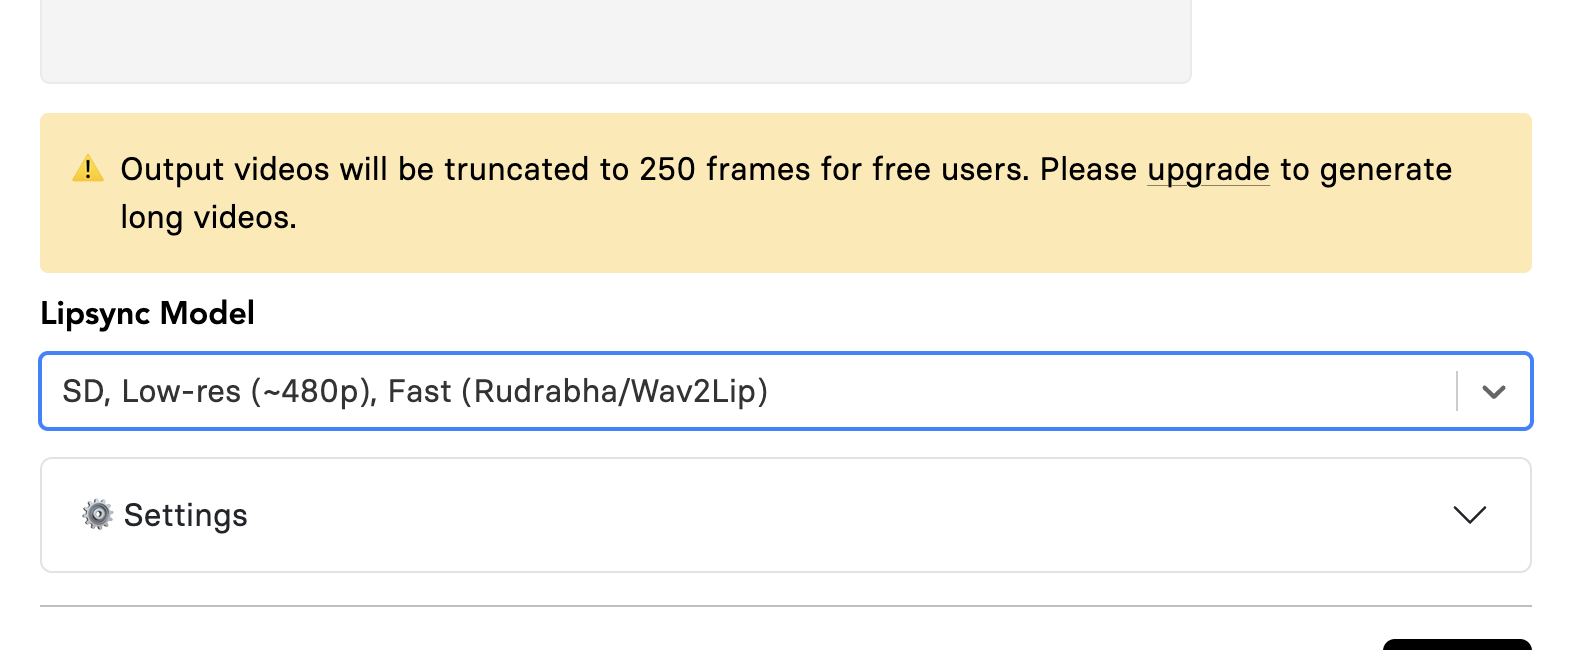 Output videos will be truncated to 250 frames for free users. Please upgrade to generate
long videos.
Lipsync Model
SD, Low-res (~480p), Fast (Rudrabha/Wav2Lip)
Settings